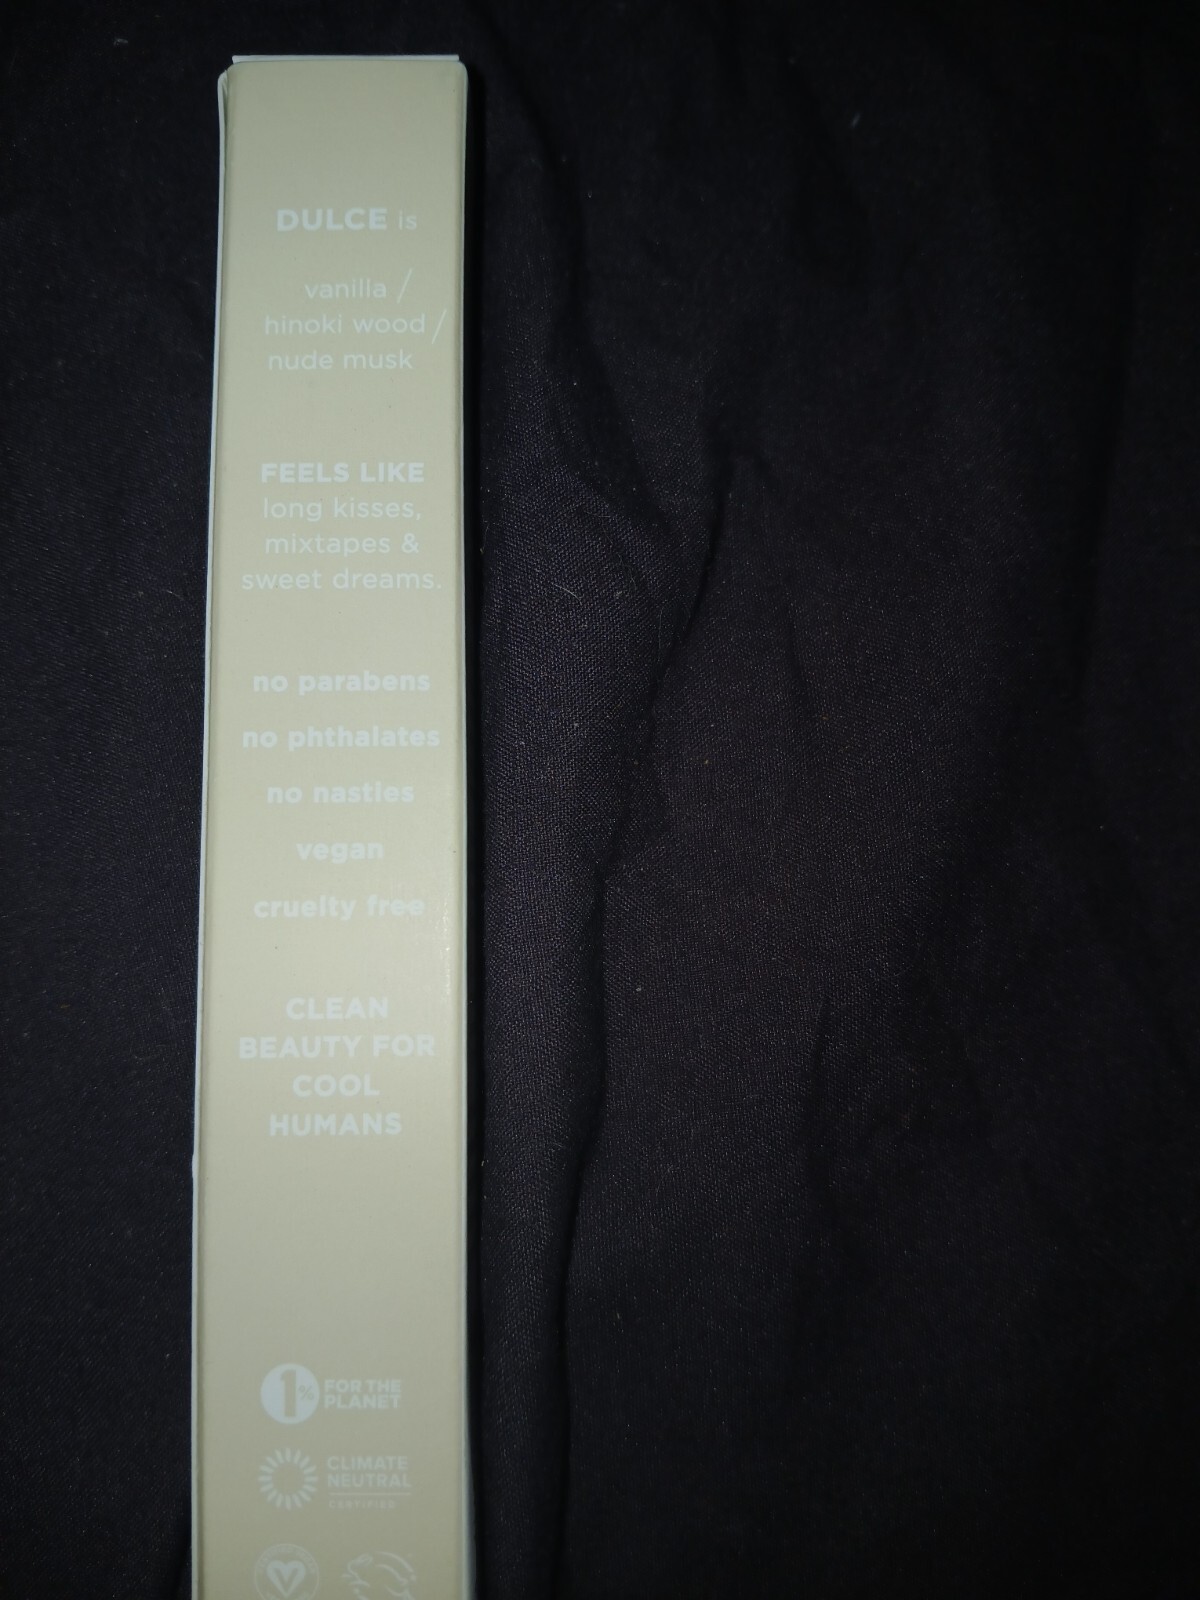 DULCE is
vanilla /
hinoki wood /
nude musk
FEELS LIKE
long kisses,
mixtapes &
sweet dreams.
no parabens
no phthalates
no nasties
vegan
cruelty free
CLEAN
BEAUTY FOR
COOL
HUMANS
1% FOR THE
PLANET
CLIMATE
NEUTRAL
CERTIFIED